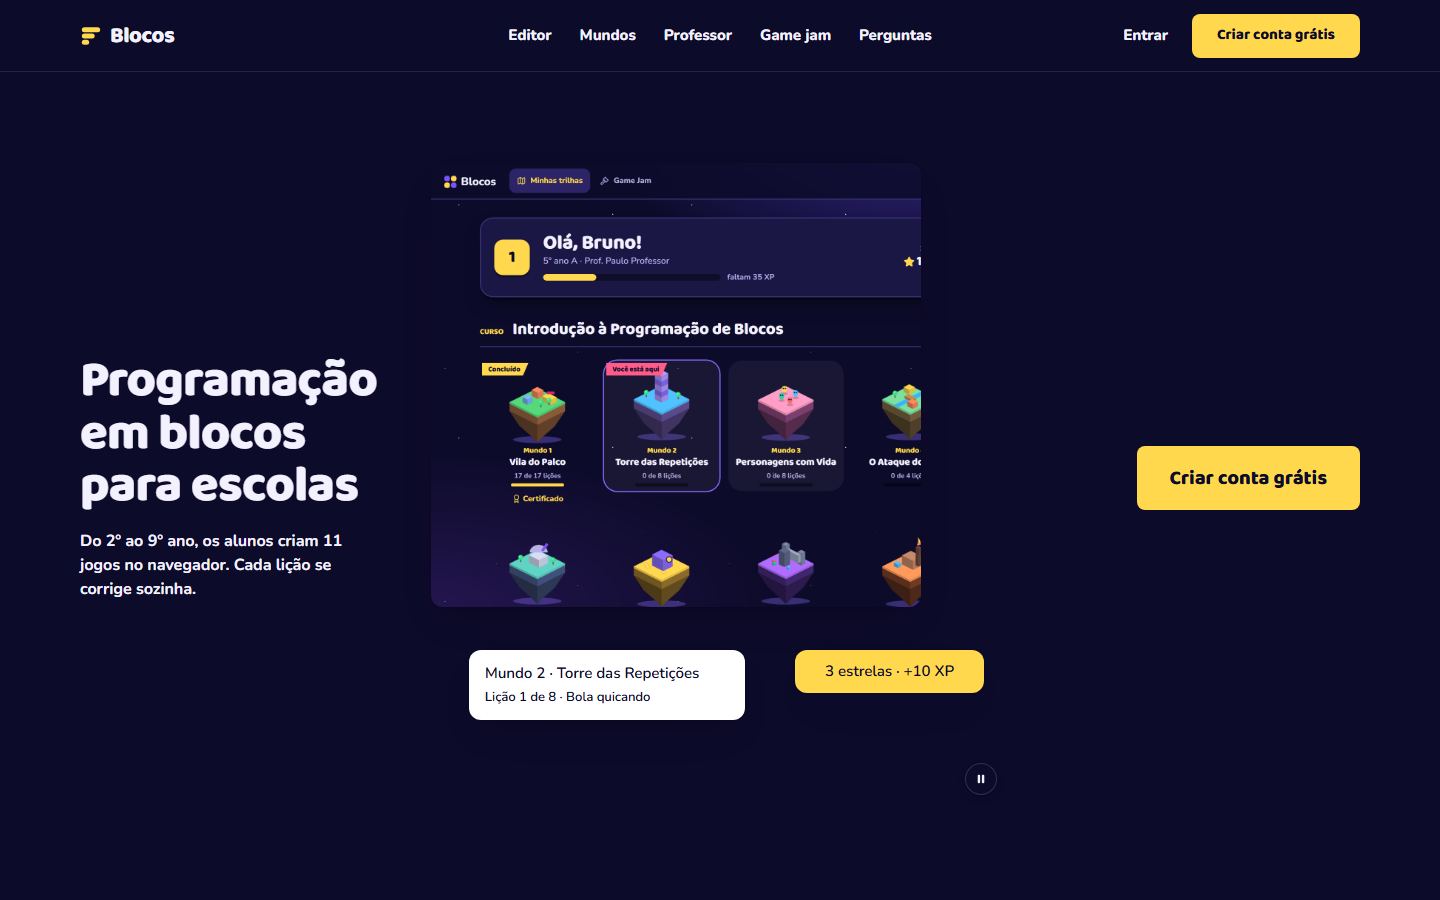 Blocos
Editor
Mundos
Professor
Game jam
Perguntas
Entrar
Criar conta grátis
Programação
em blocos
para escolas
Do 2º ao 9º ano, os alunos criam 11
jogos no navegador. Cada lição se
corrige sozinha.
Blocos
Minhas trilhas
Game Jam
1
Olá, Bruno!
5º ano A · Prof. Paulo Professor
faltam 35 XP
CURSO
Introdução à Programação de Blocos
Concluído
Mundo 1
Vila do Palco
17 de 17 lições
Certificado
Você está aqui
Mundo 2
Torre das Repetições
0 de 8 lições
Mundo 3
Personagens com Vida
0 de 8 lições
Mundo
O Ataque
0 de 4
Mundo 2 · Torre das Repetições
Lição 1 de 8 · Bola quicando
3 estrelas · +10 XP
Criar conta grátis